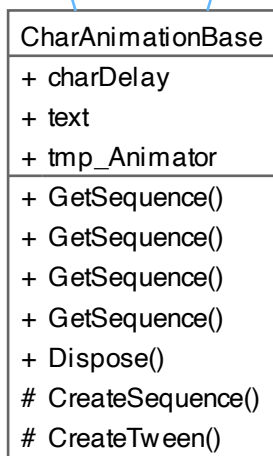 CharAnimationBase
+ charDelay
+ text
+ tmp_Animator
+ GetSequence()
+ GetSequence()
+ GetSequence()
+ GetSequence()
+ Dispose()
# CreateSequence()
# CreateTween()